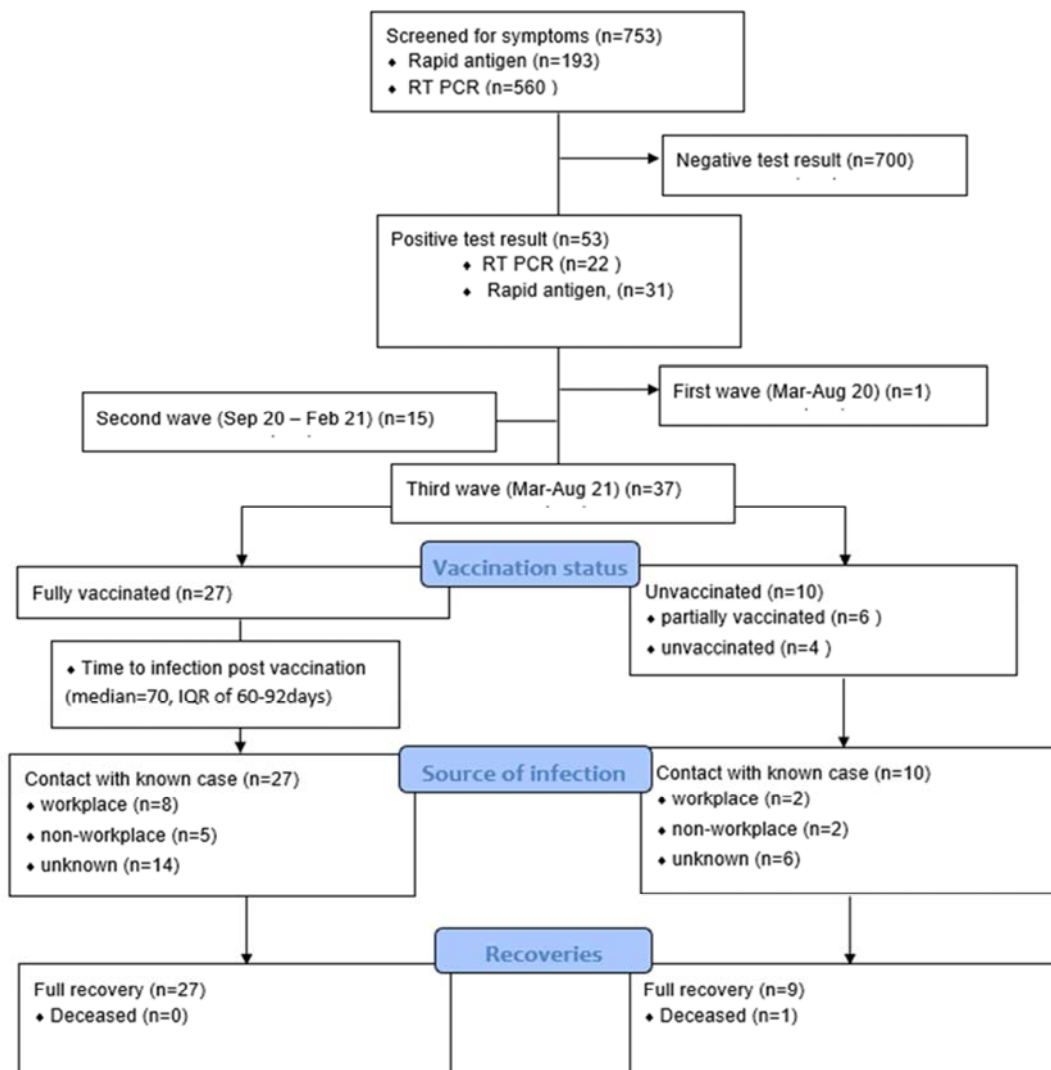 Screened for symptoms (n=753)
♦ Rapid antigen (n=193)
♦ RT PCR (n=560 )
Negative test result (n=700)
Positive test result (n=53)
♦ RT PCR (n=22 )
♦ Rapid antigen, (n=31)
First wave (Mar-Aug 20) (n=1)
Second wave (Sep 20 – Feb 21) (n=15)
Third wave (Mar-Aug 21) (n=37)
Vaccination status
Fully vaccinated (n=27)
Unvaccinated (n=10)
♦ partially vaccinated (n=6 )
♦ unvaccinated (n=4 )
♦ Time to infection post vaccination
(median=70, IQR of 60-92days)
Source of infection
Contact with known case (n=27)
♦ workplace (n=8)
♦ non-workplace (n=5)
♦ unknown (n=14)
Contact with known case (n=10)
♦ workplace (n=2)
♦ non-workplace (n=2)
♦ unknown (n=6)
Recoveries
Full recovery (n=27)
♦ Deceased (n=0)
Full recovery (n=9)
♦ Deceased (n=1)